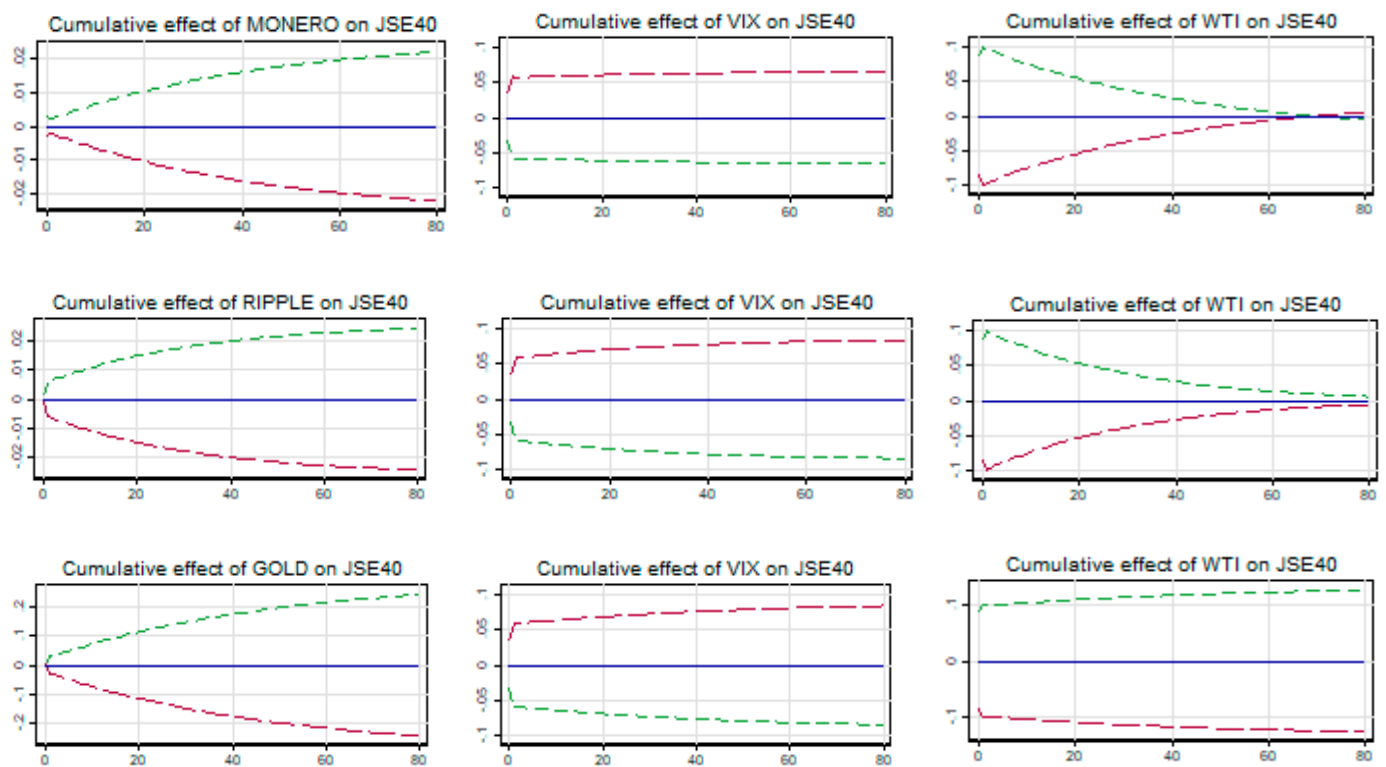 Cumulative effect of MONERO on JSE40
.02
.01
0
-.01
-.02
0 20 40 60 80
Cumulative effect of VIX on JSE40
.1
.05
0
-.05
-.1
0 20 40 60 80
Cumulative effect of WTI on JSE40
.1
.05
0
-.05
-.1
0 20 40 60 80
Cumulative effect of RIPPLE on JSE40
.02
.01
0
-.01
-.02
0 20 40 60 80
Cumulative effect of VIX on JSE40
.1
.05
0
-.05
-.1
0 20 40 60 80
Cumulative effect of WTI on JSE40
.1
.05
0
-.05
-.1
0 20 40 60 80
Cumulative effect of GOLD on JSE40
.2
.1
0
-.1
-.2
0 20 40 60 80
Cumulative effect of VIX on JSE40
.1
.05
0
-.05
-.1
0 20 40 60 80
Cumulative effect of WTI on JSE40
.1
0
-.1
0 20 40 60 80